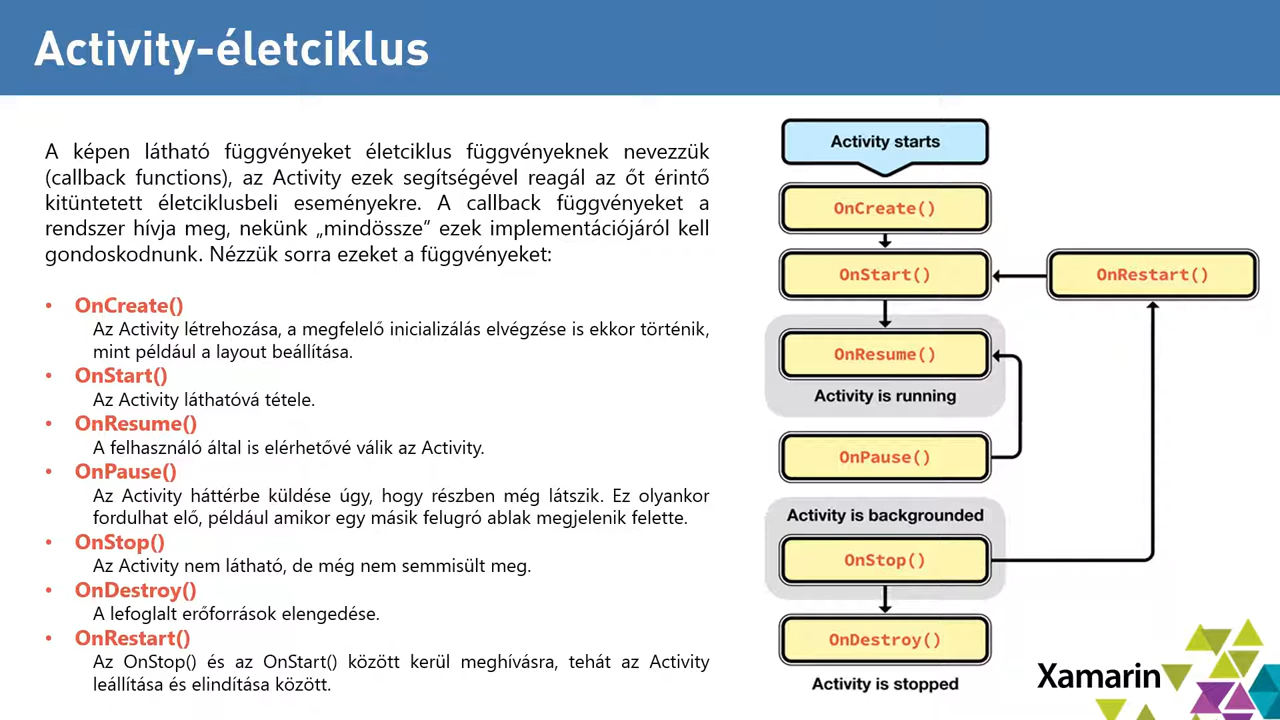 Activity-életciklus
A képen látható függvényeket életciklus függvényeknek nevezzük
(callback functions), az Activity ezek segítségével reagál az őt érintő
kitüntetett életciklusbeli eseményekre. A callback függvényeket a
rendszer hívja meg, nekünk „mindössze” ezek implementációjáról kell
gondoskodnunk. Nézzük sorra ezeket a függvényeket:
• OnCreate()
Az Activity létrehozása, a megfelelő inicializálás elvégzése is ekkor történik,
mint például a layout beállítása.
• OnStart()
Az Activity láthatóvá tétele.
• OnResume()
A felhasználó által is elérhetővé válik az Activity.
• OnPause()
Az Activity háttérbe küldése úgy, hogy részben még látszik. Ez olyankor
fordulhat elő, például amikor egy másik felugró ablak megjelenik felette.
• OnStop()
Az Activity nem látható, de még nem semmisült meg.
• OnDestroy()
A lefoglalt erőforrások elengedése.
• OnRestart()
Az OnStop() és az OnStart() között kerül meghívásra, tehát az Activity
leállítása és elindítása között.
Activity starts
OnCreate()
OnStart()
OnRestart()
OnResume()
Activity is running
OnPause()
Activity is backgrounded
OnStop()
OnDestroy()
Activity is stopped
Xamarin